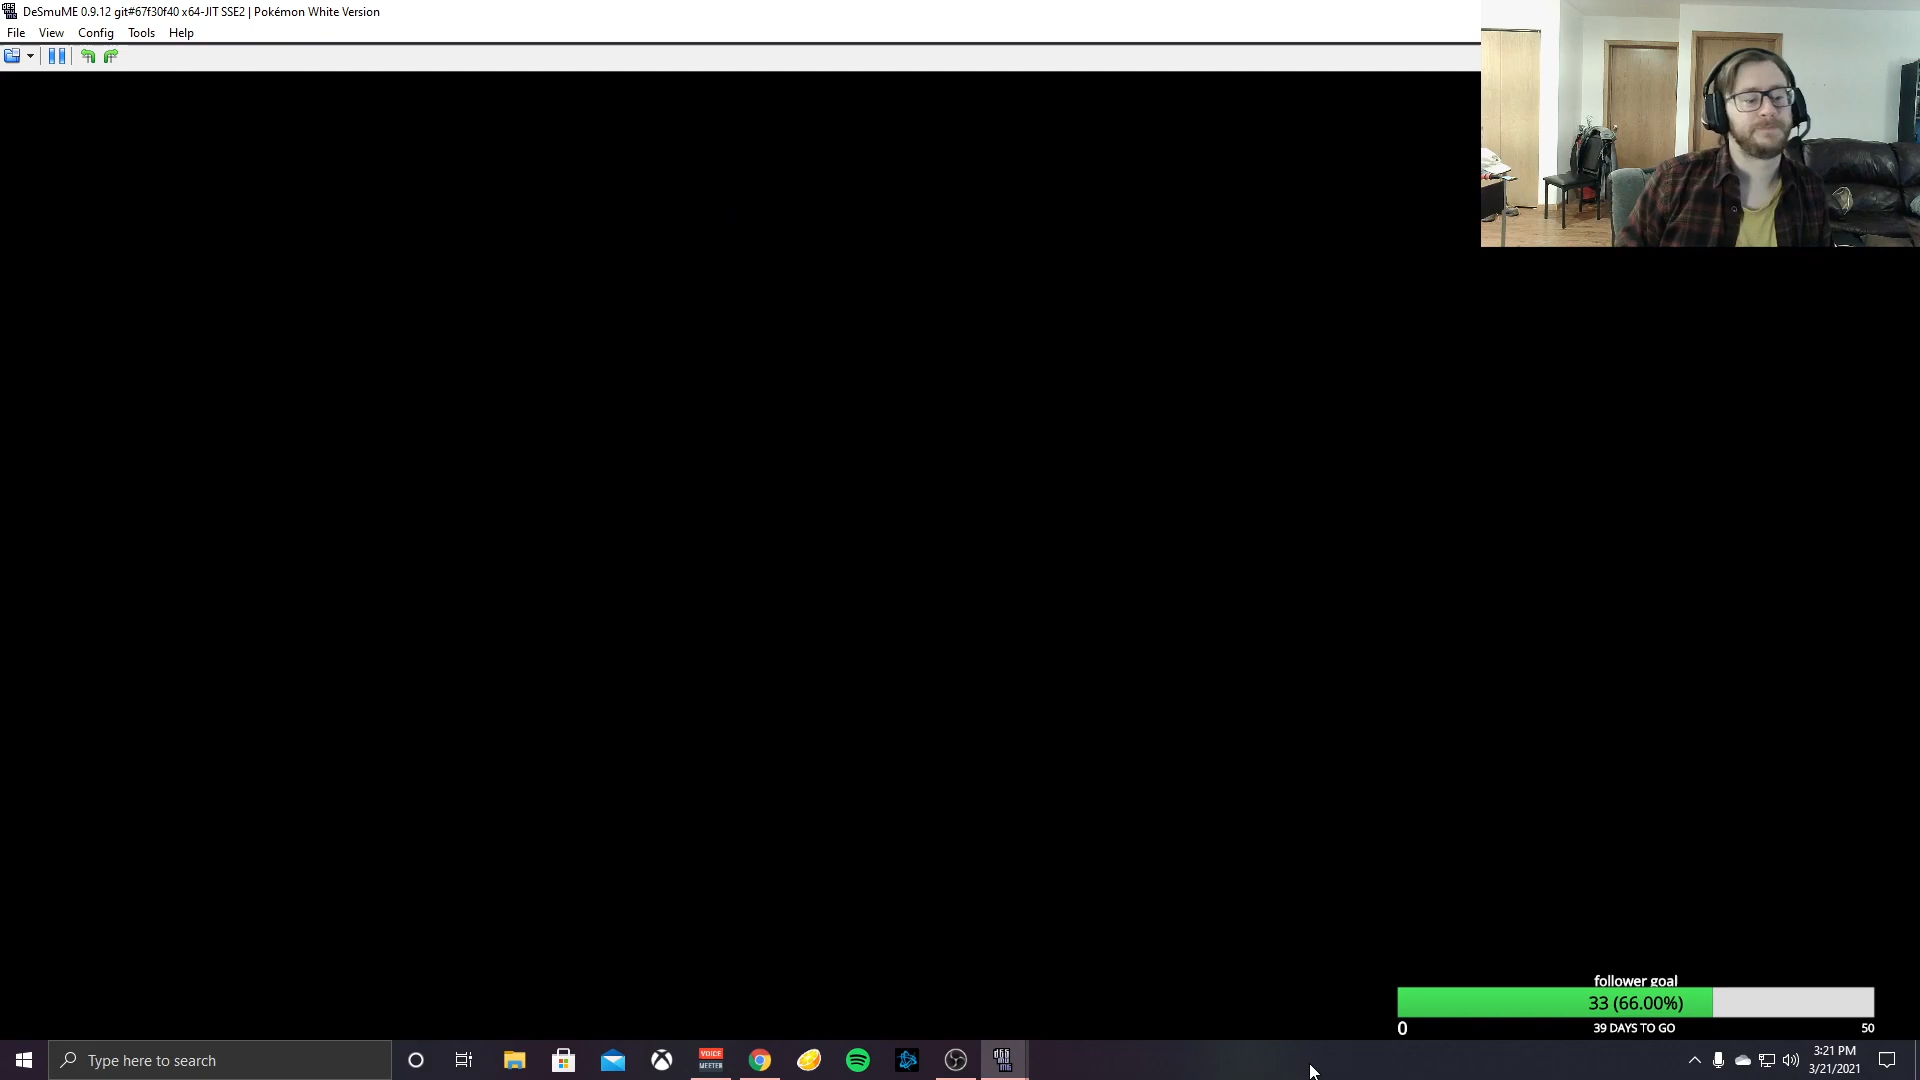 DeSmuME 0.9.12 git#67f30f40 x64-JIT SSE2 | Pokémon White Version
File View Config Tools Help
follower goal
33 (66.00%)
0 39 DAYS TO GO 50
Type here to search
VOICE
MEETER
3:21 PM
3/21/2021